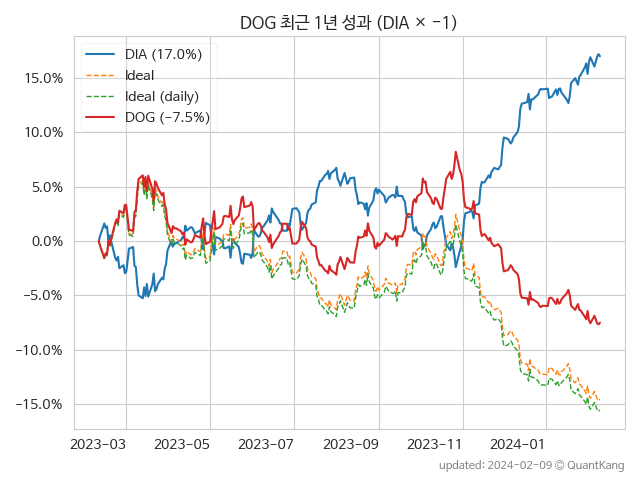 DOG 최근 1년 성과 (DIA × −1)
DIA (17.0%)
Ideal
Ideal (daily)
DOG (−7.5%)
15.0%
10.0%
5.0%
0.0%
−5.0%
−10.0%
−15.0%
2023−03 2023−05 2023−07 2023−09 2023−11 2024−01
updated: 2024−02−09 © QuantKang